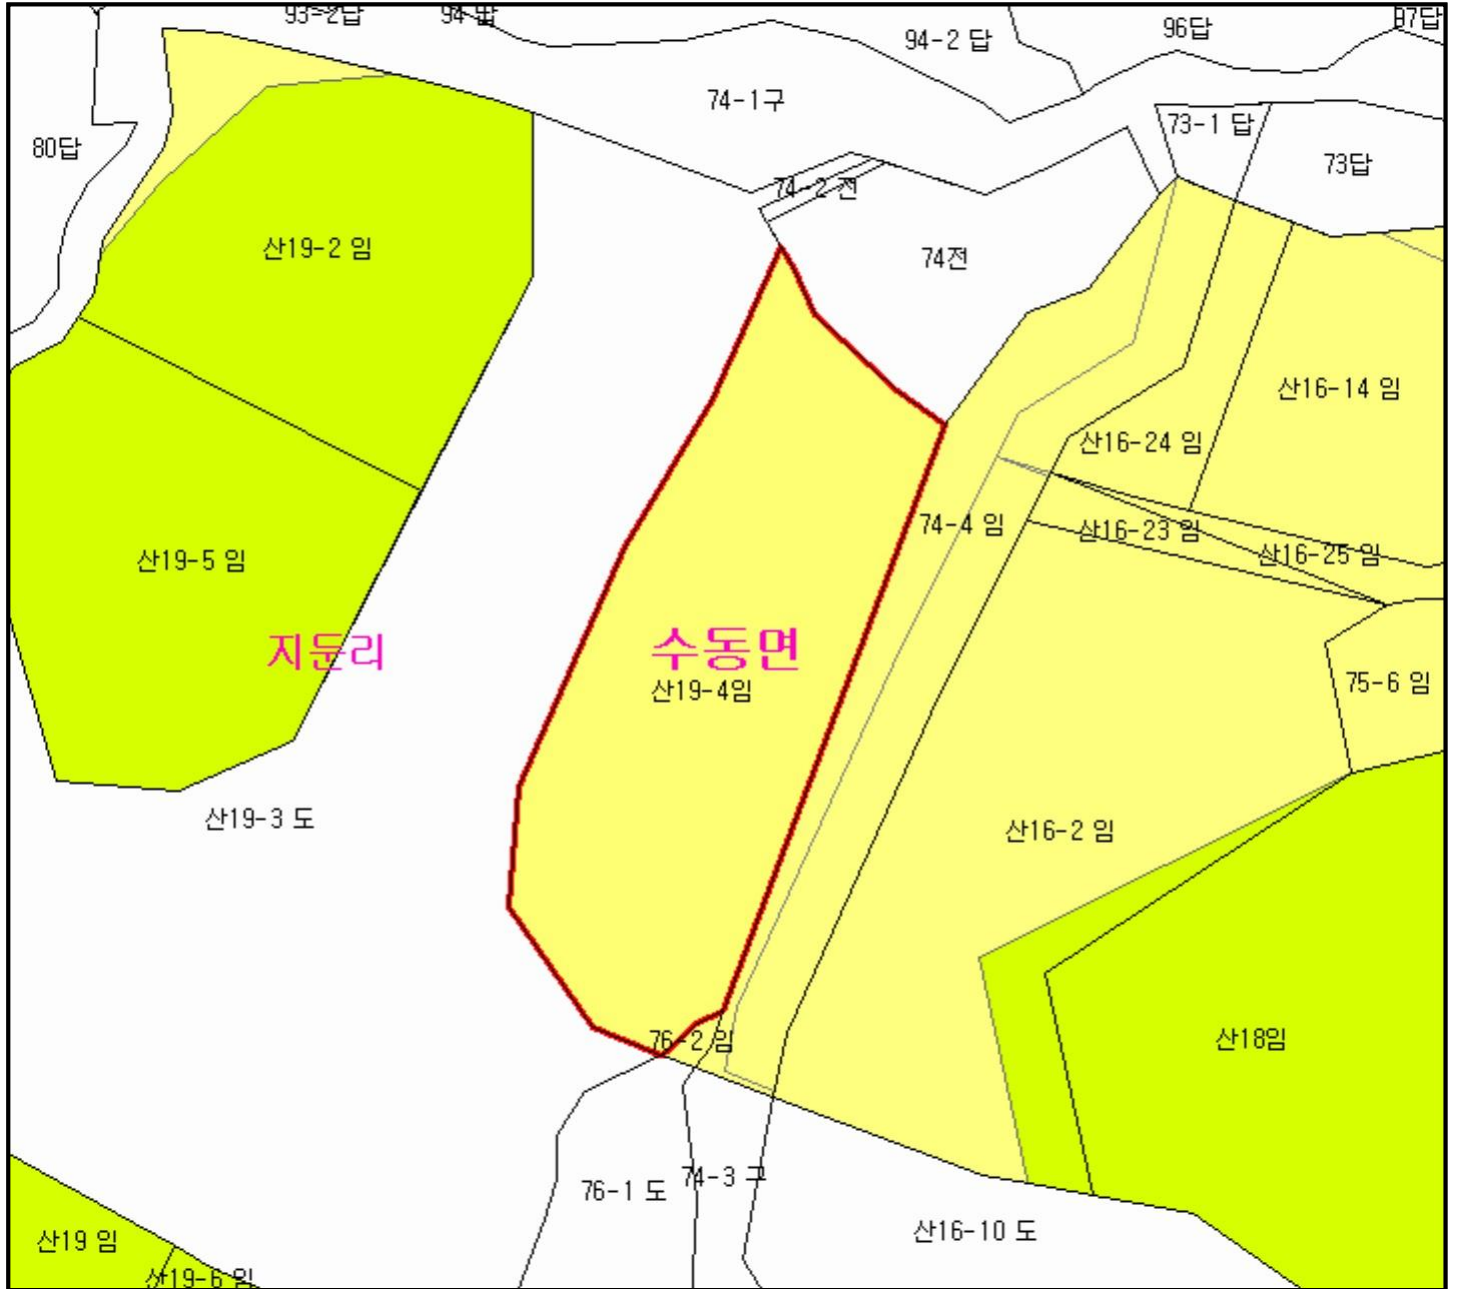 93-2답
94 답
94-2 답
96답
97답
74-1구
73-1 답
80답
73답
74-2 전
산19-2 임
74전
산16-14 임
산16-24 임
74-4 임
산16-23 임
산16-25 임
산19-5 임
지둔리
수동면
산19-4임
75-6 임
산19-3 도
산16-2 임
76-2 임
산18임
74-3 구
76-1 도
산16-10 도
산19 임
산19-6 임